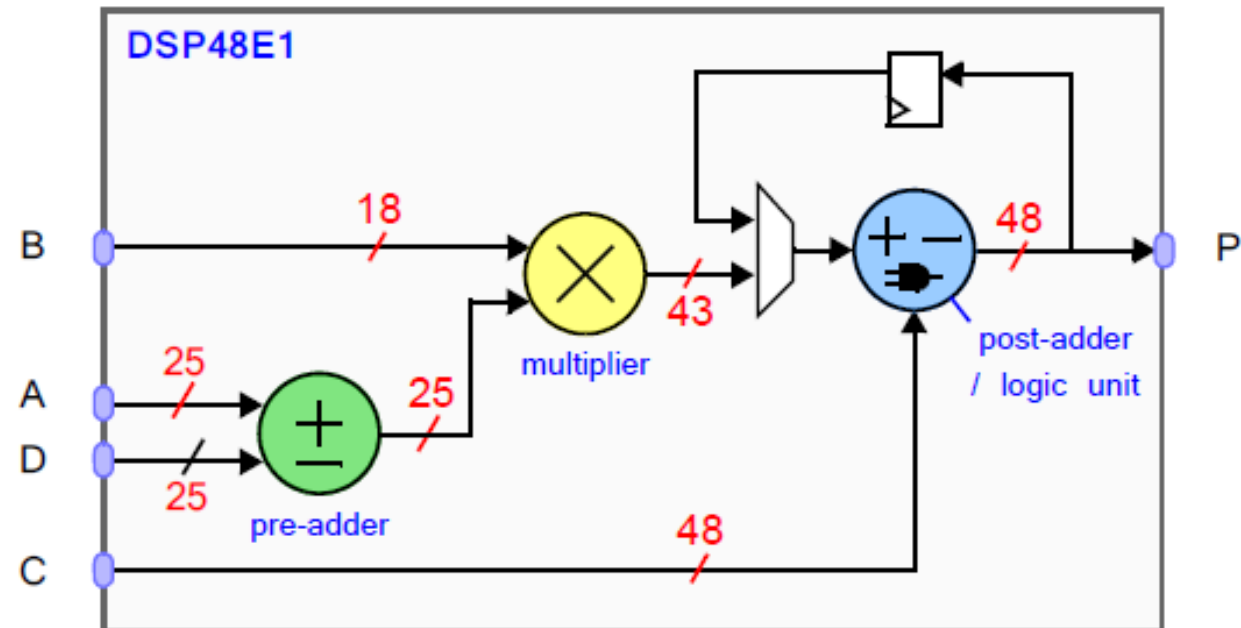 DSP48E1
18
B
48
P
43
multiplier
post-adder
/ logic unit
25
A
25
D
25
pre-adder
48
C